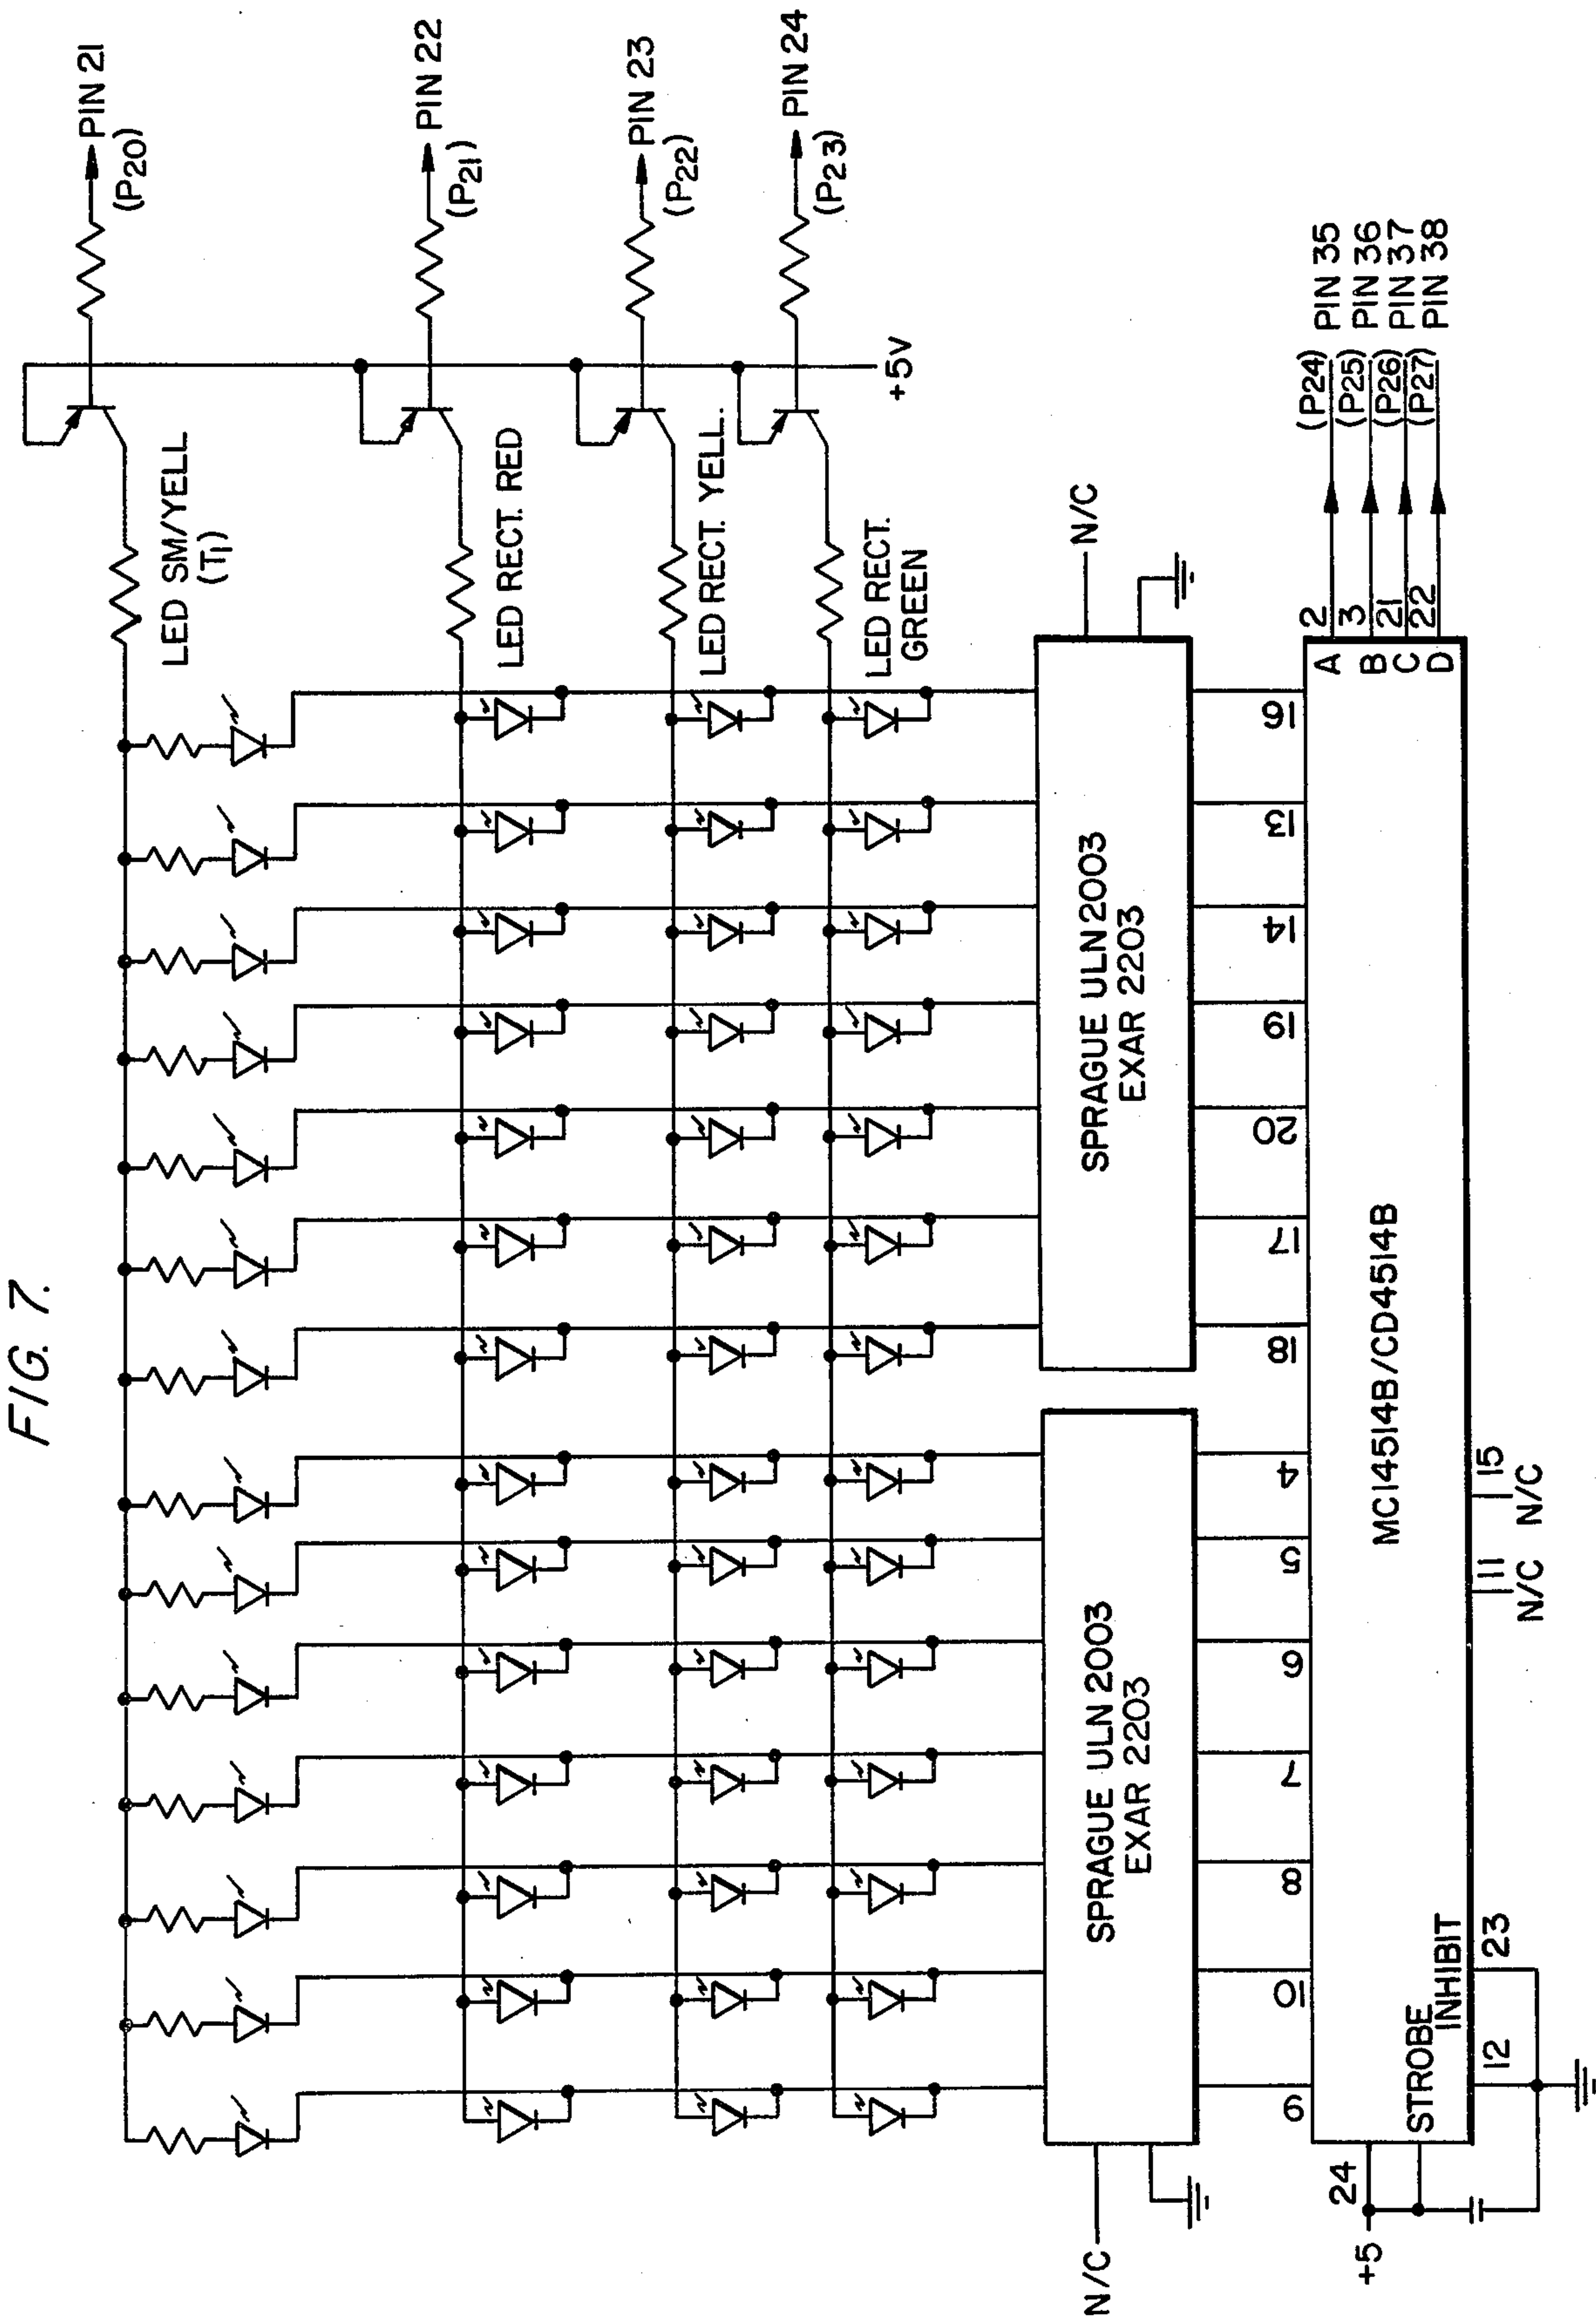 FIG. 7.
PIN 21
(P20)
PIN 22
(P21)
PIN 23
(P22)
PIN 24
(P23)
+5V
LED SM/YELL
(T1)
LED RECT. RED
LED RECT. YELL.
LED RECT.
GREEN
N/C
SPRAGUE ULN 2003
EXAR 2203
SPRAGUE ULN 2003
EXAR 2203
N/C
9
10
8
7
6
5
4
18
17
20
19
14
13
16
MC14514B/CD4514B
A
B
C
D
2
3
21
22
(P24)
(P25)
(P26)
(P27)
PIN 35
PIN 36
PIN 37
PIN 38
STROBE
INHIBIT
24
+5
12
23
11
N/C
15
N/C